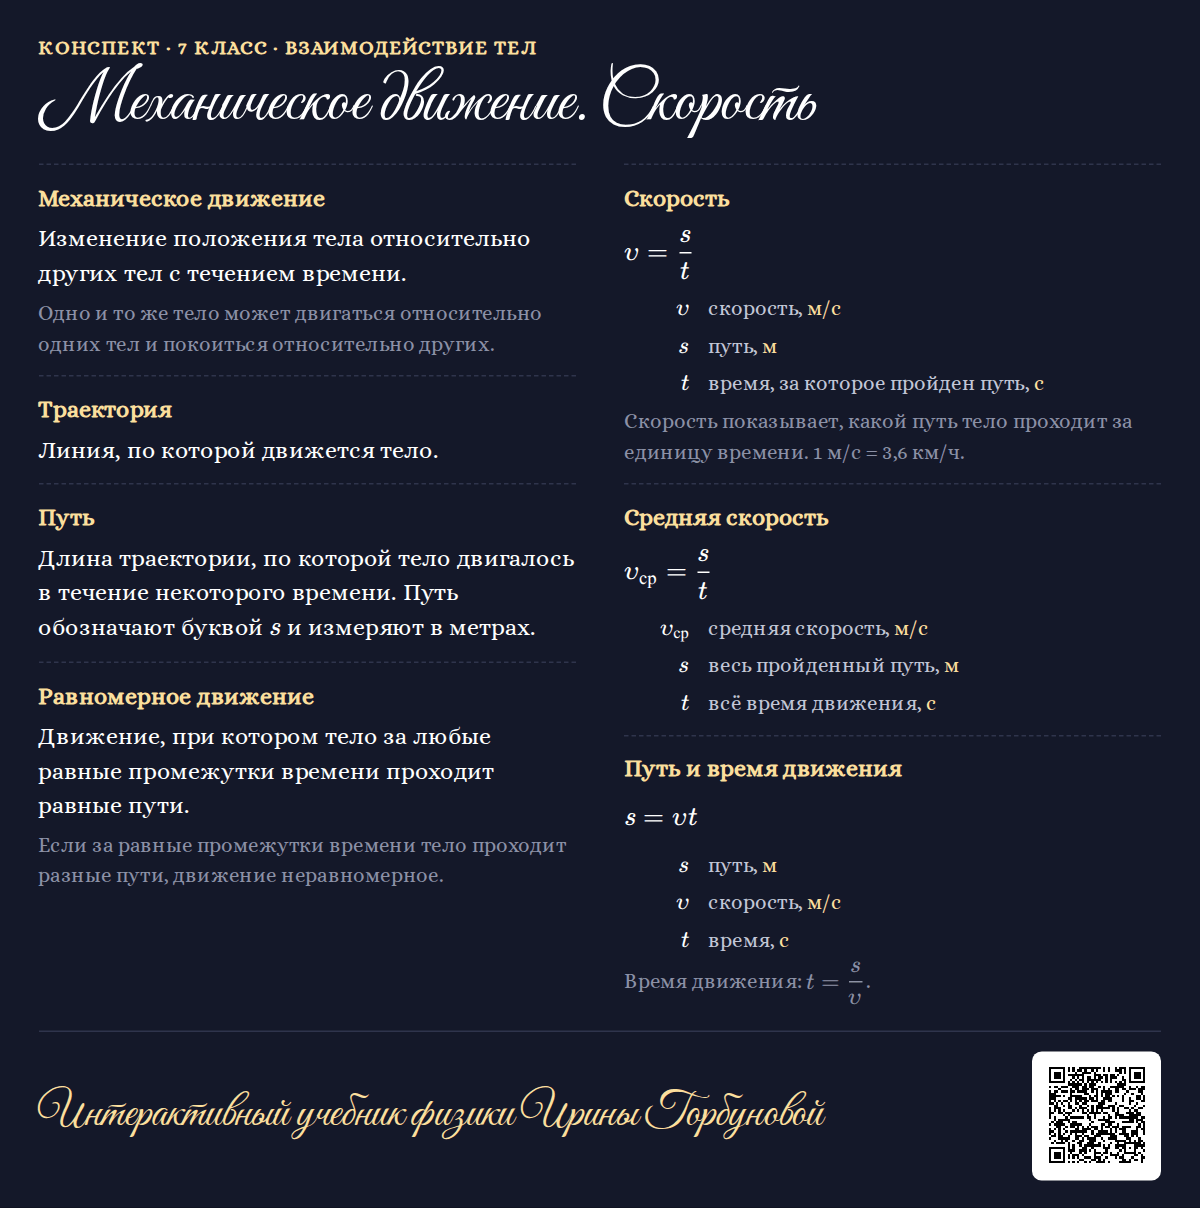 КОНСПЕКТ · 7 КЛАСС · ВЗАИМОДЕЙСТВИЕ ТЕЛ
Механическое движение. Скорость
Механическое движение
Изменение положения тела относительно
других тел с течением времени.
Одно и то же тело может двигаться относительно
одних тел и покоиться относительно других.
Траектория
Линия, по которой движется тело.
Путь
Длина траектории, по которой тело двигалось
в течение некоторого времени. Путь
обозначают буквой s и измеряют в метрах.
Равномерное движение
Движение, при котором тело за любые
равные промежутки времени проходит
равные пути.
Если за равные промежутки времени тело проходит
разные пути, движение неравномерное.
Скорость
v = s/t
v скорость, м/с
s путь, м
t время, за которое пройден путь, с
Скорость показывает, какой путь тело проходит за
единицу времени. 1 м/с = 3,6 км/ч.
Средняя скорость
v_ср = s/t
v_ср средняя скорость, м/с
s весь пройденный путь, м
t всё время движения, с
Путь и время движения
s = vt
s путь, м
v скорость, м/с
t время, с
Время движения: t = s/v.
Интерактивный учебник физики Ирины Горбуновой